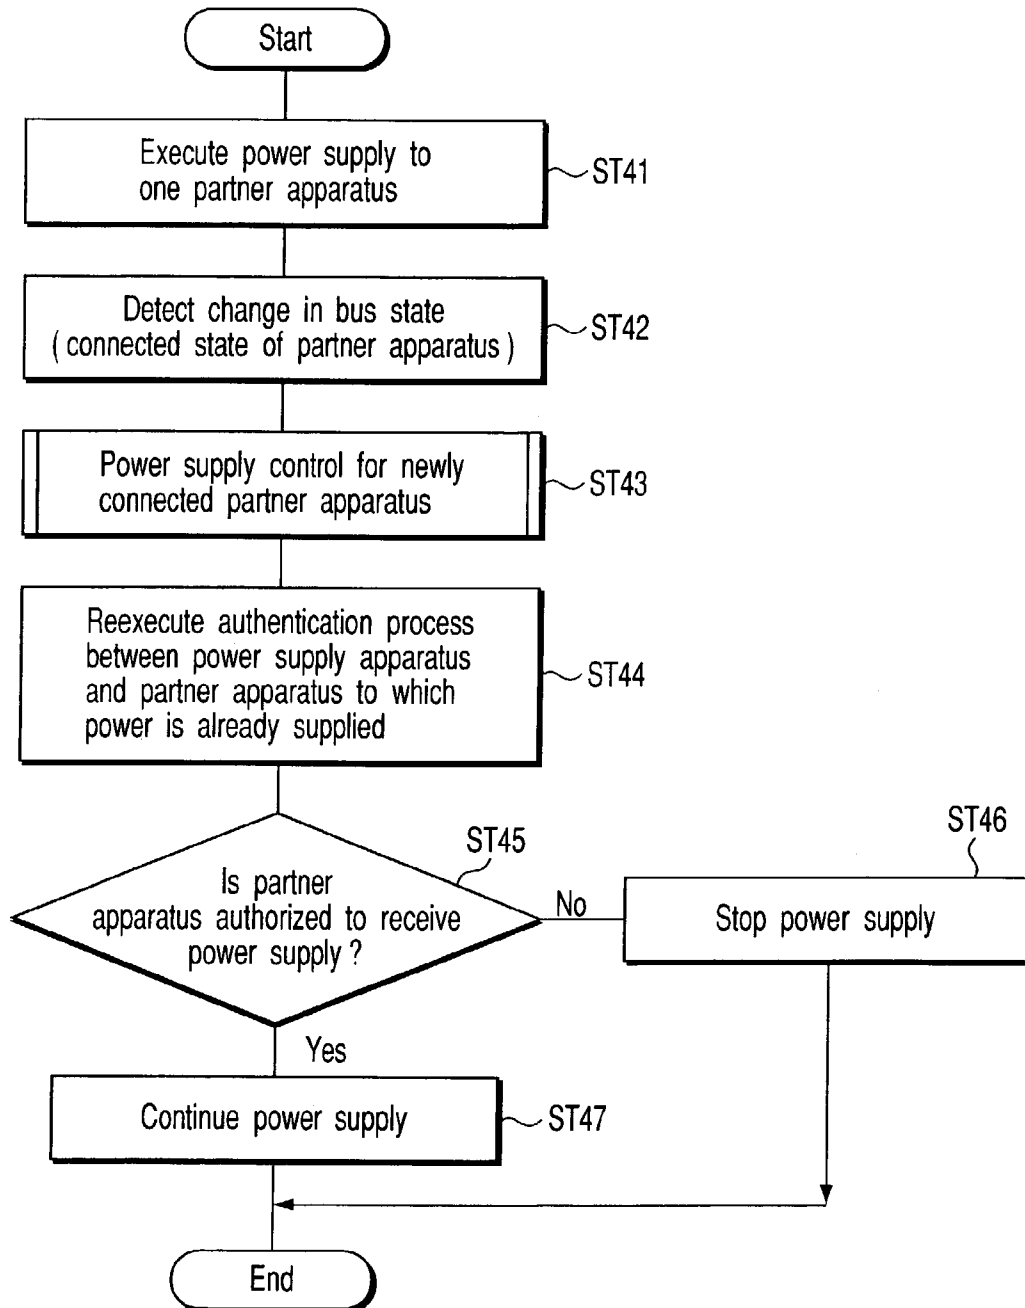 Start
Execute power supply to
one partner apparatus
ST41
Detect change in bus state
( connected state of partner apparatus )
ST42
Power supply control for newly
connected partner apparatus
ST43
Reexecute authentication process
between power supply apparatus
and partner apparatus to which
power is already supplied
ST44
ST45
Is partner
apparatus authorized to receive
power supply ?
No
ST46
Stop power supply
Yes
Continue power supply
ST47
End